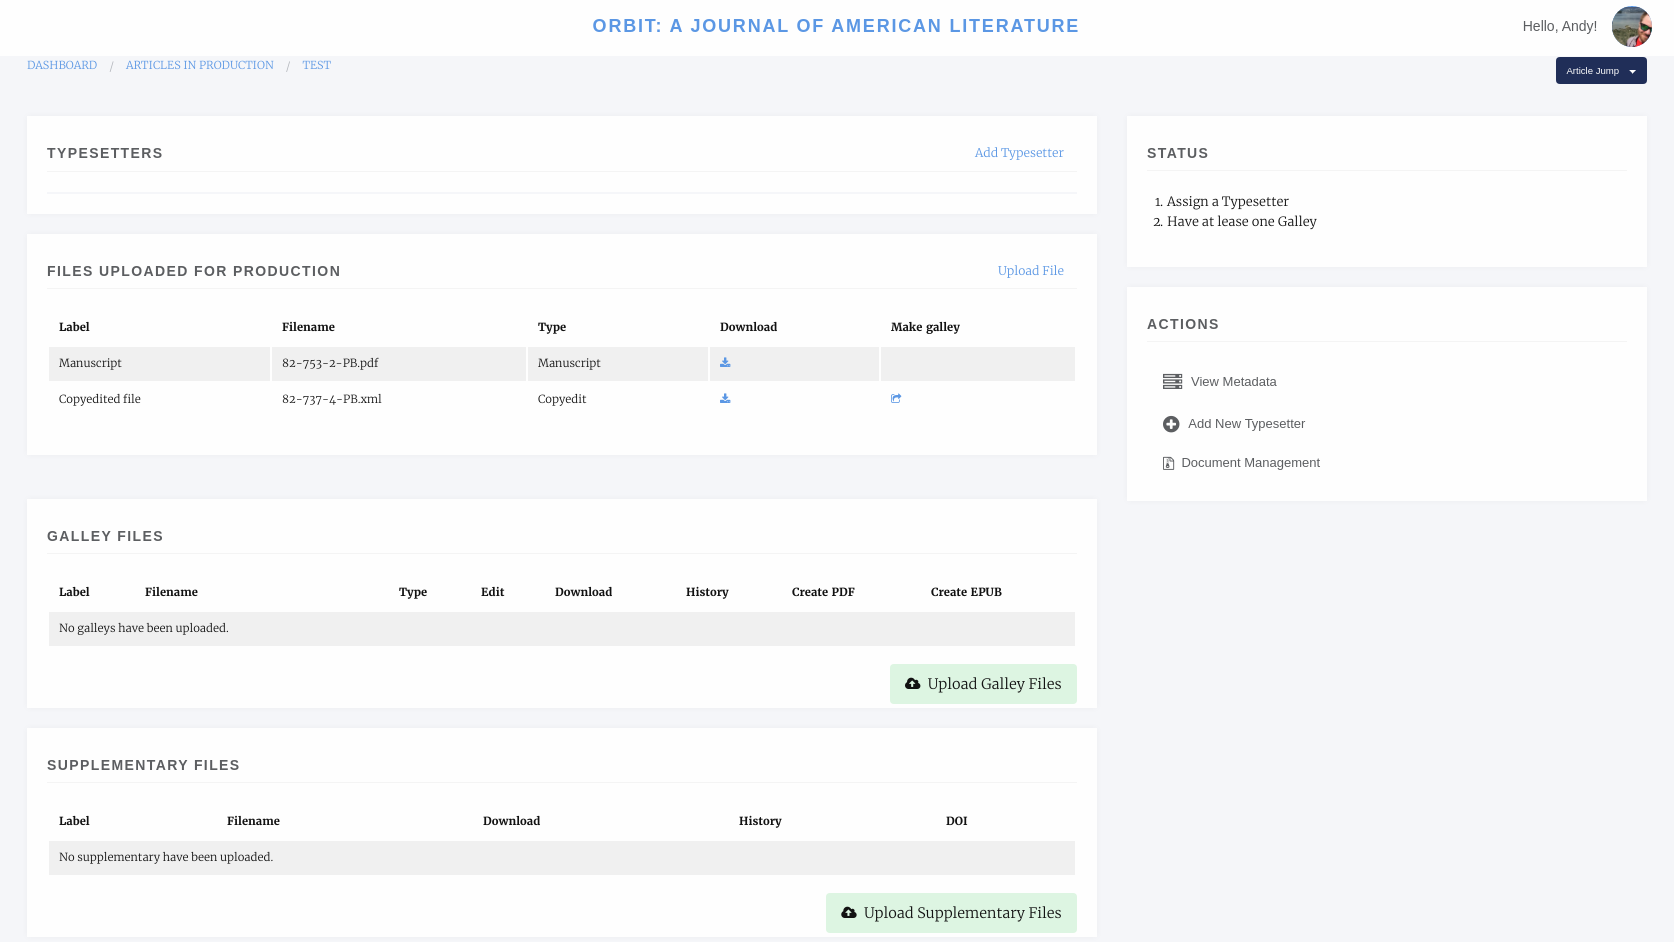 ORBIT: A JOURNAL OF AMERICAN LITERATURE
Hello, Andy!
DASHBOARD / ARTICLES IN PRODUCTION / TEST
Article Jump
TYPESETTERS
Add Typesetter
FILES UPLOADED FOR PRODUCTION
Upload File
Label Filename Type Download Make galley
Manuscript 82-753-2-PB.pdf Manuscript
Copyedited file 82-737-4-PB.xml Copyedit
GALLEY FILES
Label Filename Type Edit Download History Create PDF Create EPUB
No galleys have been uploaded.
Upload Galley Files
SUPPLEMENTARY FILES
Label Filename Download History DOI
No supplementary have been uploaded.
Upload Supplementary Files
STATUS
1. Assign a Typesetter
2. Have at lease one Galley
ACTIONS
View Metadata
Add New Typesetter
Document Management